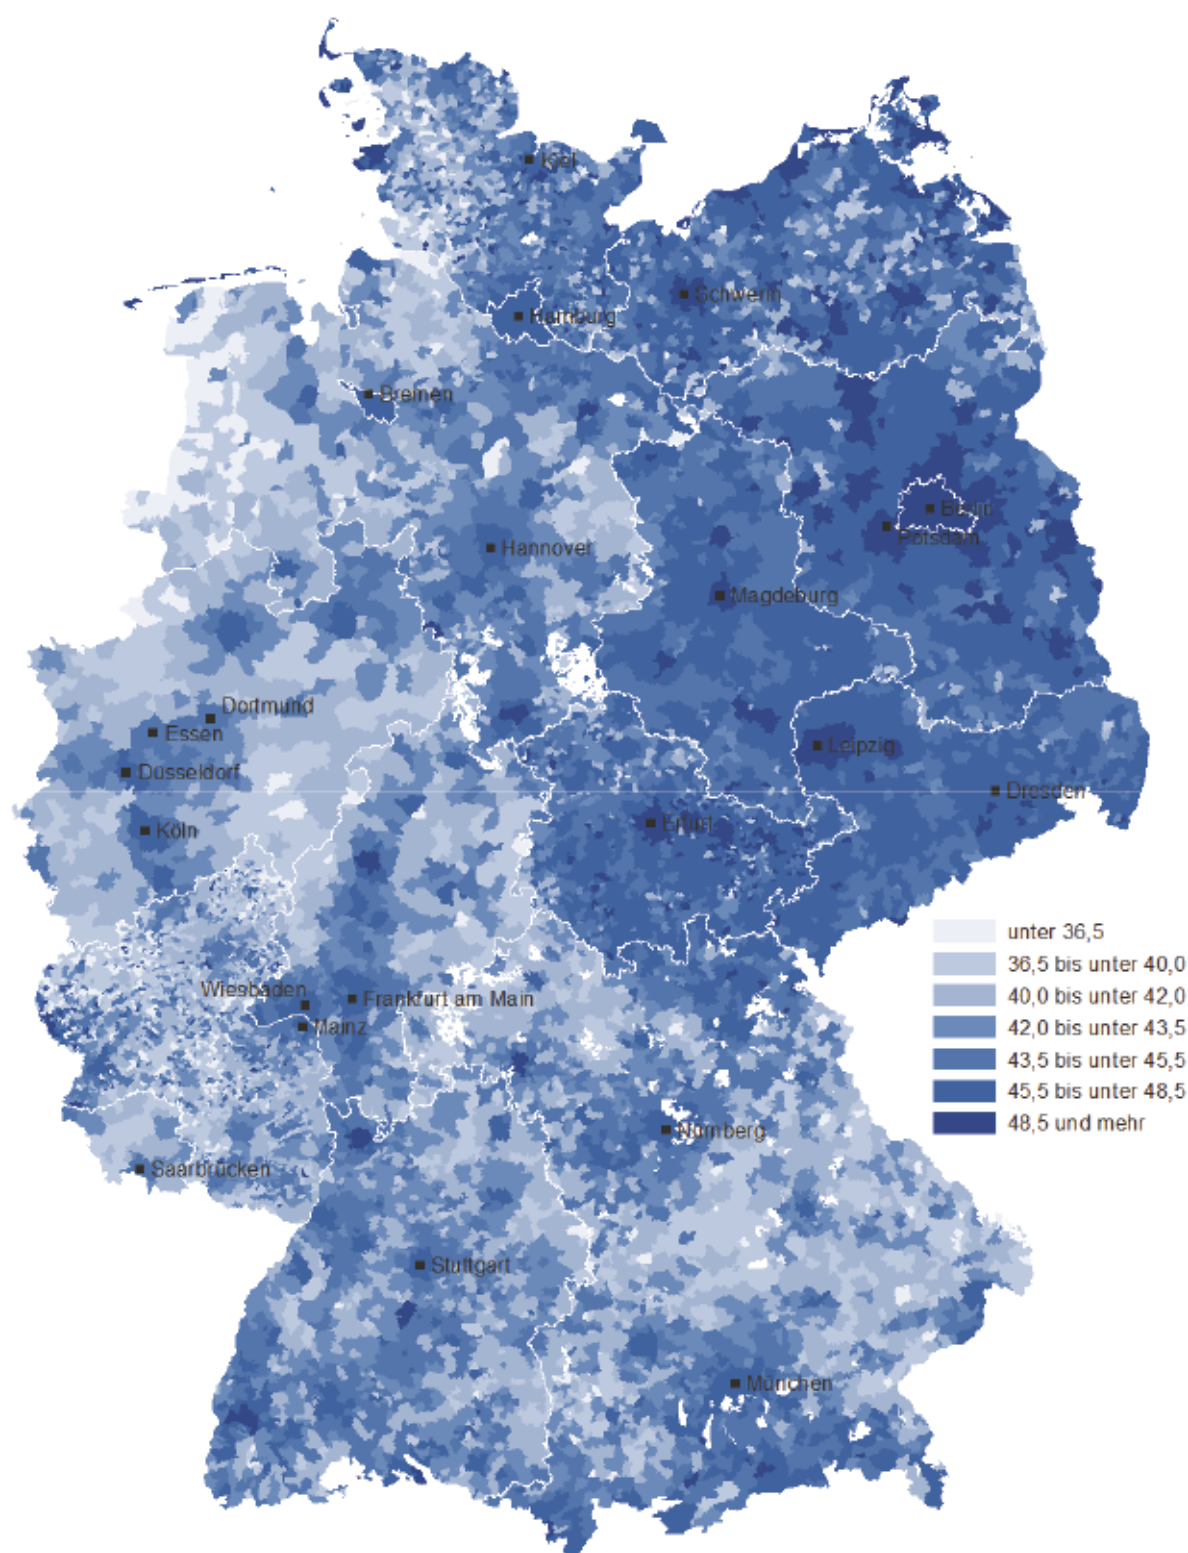 Kiel
Schwerin
Hamburg
Bremen
Berlin
Potsdam
Hannover
Magdeburg
Dortmund
Essen
Düsseldorf
Leipzig
Dresden
Köln
Erfurt
unter 36,5
36,5 bis unter 40,0
Wiesbaden
Frankfurt am Main
40,0 bis unter 42,0
Mainz
42,0 bis unter 43,5
43,5 bis unter 45,5
45,5 bis unter 48,5
48,5 und mehr
Nürnberg
Saarbrücken
Stuttgart
München